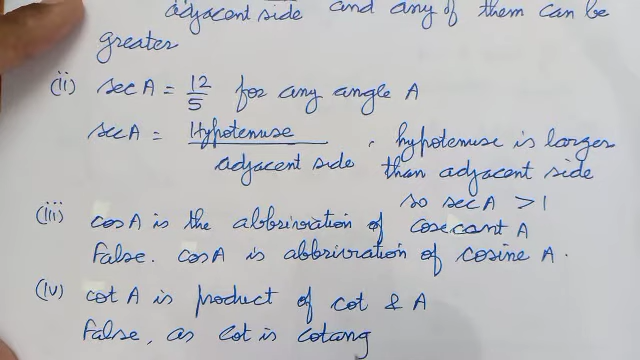 adjacent side and any of them can be
greater
(ii) sec A = 12/5 for any angle A
sec A = Hypotenuse / adjacent side , hypotenuse is larger
than adjacent side
so sec A > 1
(iii) cos A is the abbrivation of cosecant A
False. cos A is abbrivration of cosine A.
(iv) cot A is product of cot & A
False, as cot is cotang